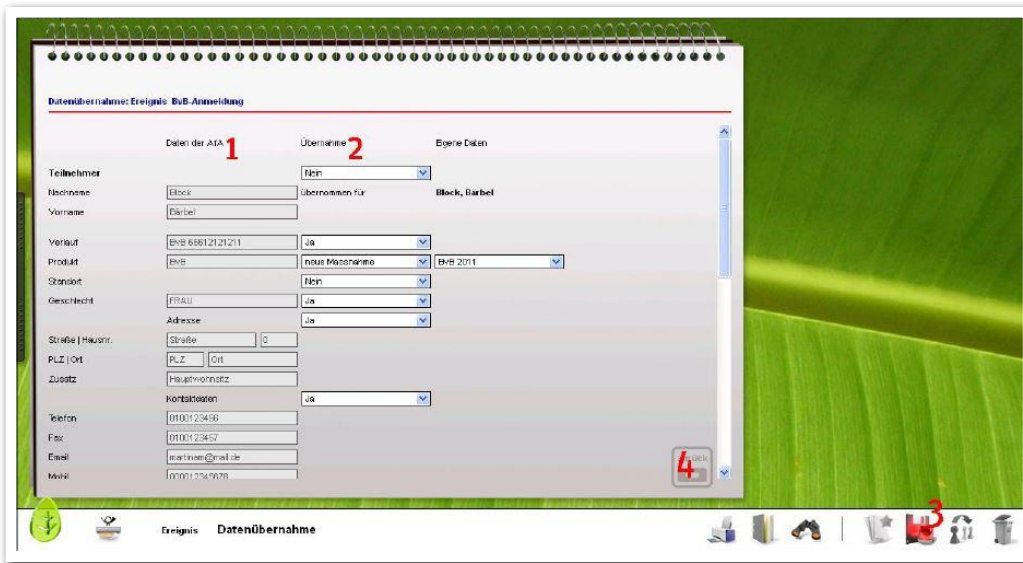 Datenübernahme: Ereignis BvB-Anmeldung
Daten der AfA 1 Übernahme 2 Eigene Daten
Teilnehmer Nein
Nachname Block übernommen für Block, Bärbel
Vorname Bärbel
Verlauf BvB 66612121211 Ja
Produkt BvB neue Massnahme BvB 2011
Standort Nein
Geschlecht FRAU Ja
Adresse Ja
Straße | Hausnr. Straße 0
PLZ | Ort PLZ Ort
Zusatz Hauptwohnsitz
Kontaktdaten Ja
Telefon 0100123456
Fax 0100123457
Email martinam@mail.de
Mobil
4
3
Ereignis Datenübernahme